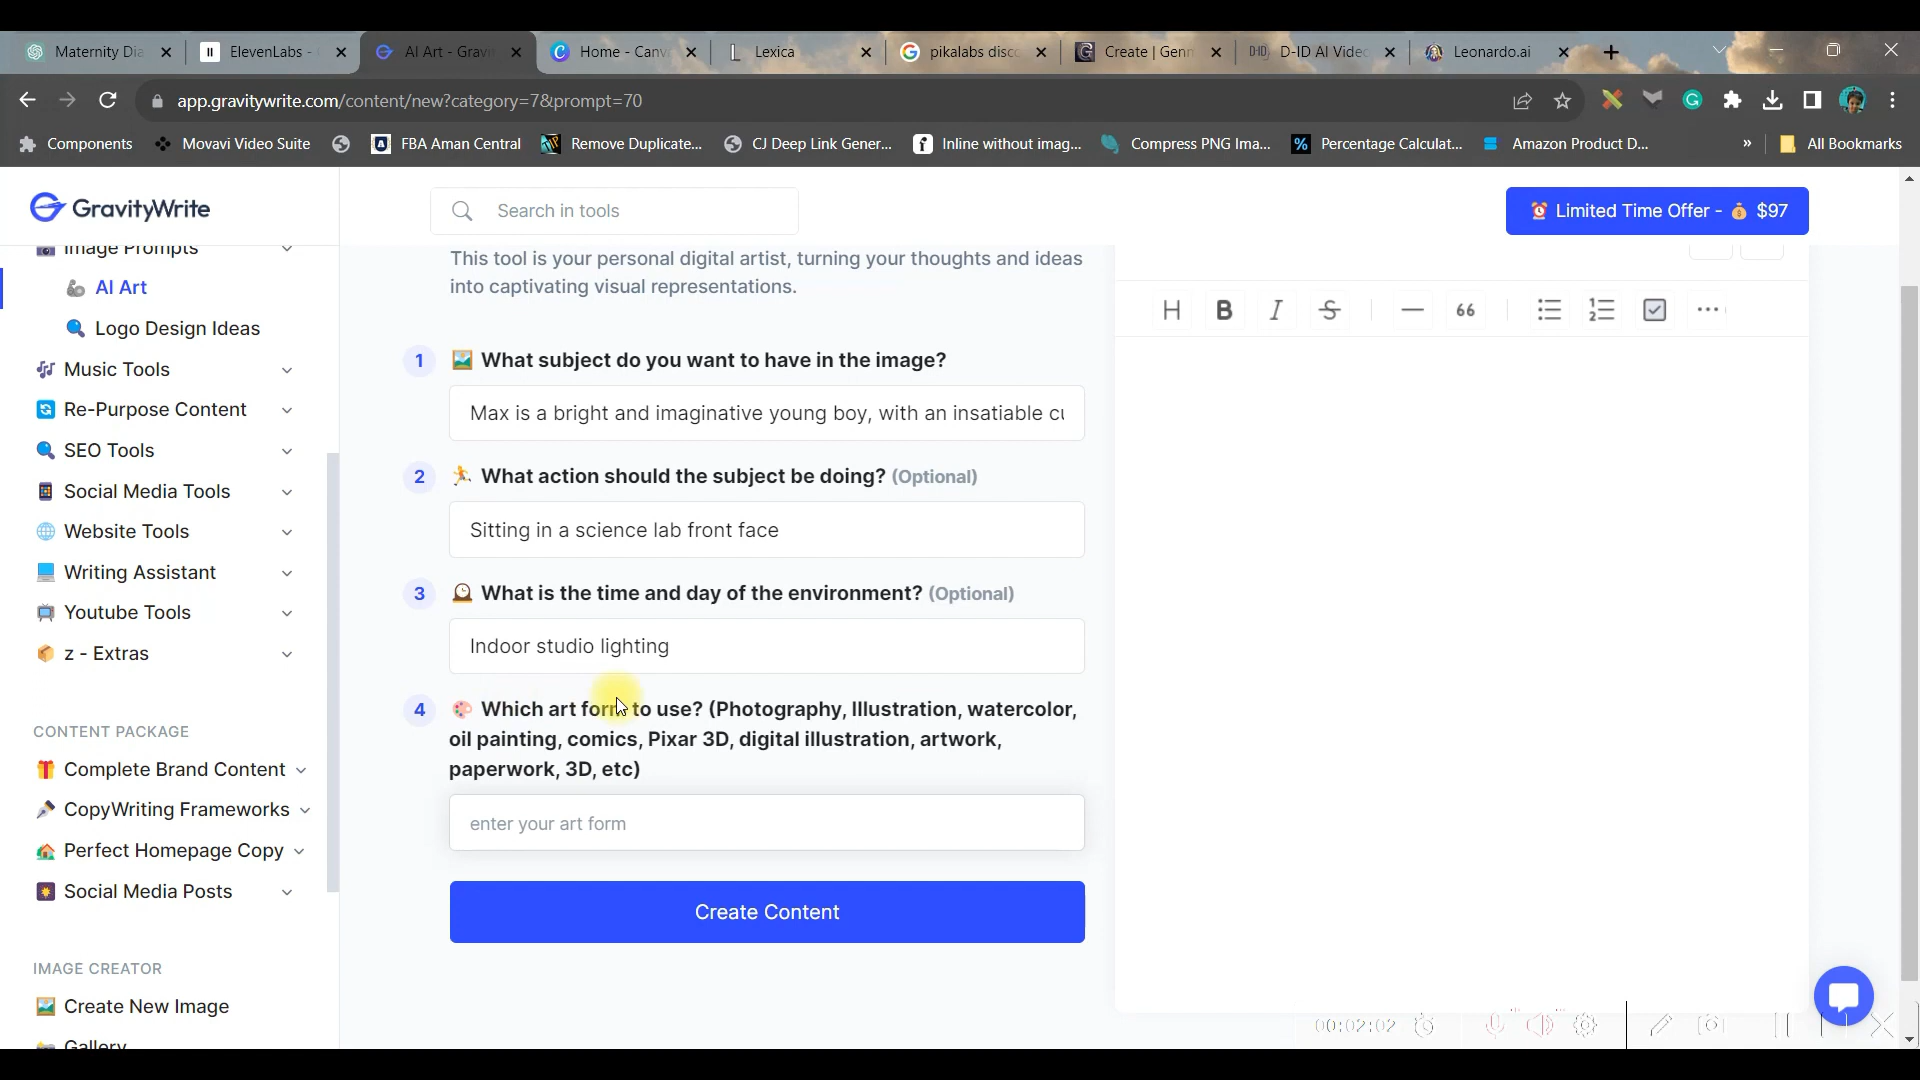 Maternity Dia
ElevenLabs -
AI Art - Gravi
Home - Canv
Lexica
pikalabs disco
Create | Genm
D-ID AI Video
Leonardo.ai
app.gravitywrite.com/content/new?category=7&prompt=70
Components
Movavi Video Suite
FBA Aman Central
Remove Duplicate...
CJ Deep Link Gener...
Inline without imag...
Compress PNG Ima...
Percentage Calculat...
Amazon Product D...
»
All Bookmarks
GravityWrite
Search in tools
Limited Time Offer - 💰 $97
Image Prompts
AI Art
Logo Design Ideas
Music Tools
Re-Purpose Content
SEO Tools
Social Media Tools
Website Tools
Writing Assistant
Youtube Tools
z - Extras
CONTENT PACKAGE
Complete Brand Content
CopyWriting Frameworks
Perfect Homepage Copy
Social Media Posts
IMAGE CREATOR
Create New Image
Gallery
This tool is your personal digital artist, turning your thoughts and ideas
into captivating visual representations.
1 What subject do you want to have in the image?
Max is a bright and imaginative young boy, with an insatiable cu
2 What action should the subject be doing? (Optional)
Sitting in a science lab front face
3 What is the time and day of the environment? (Optional)
Indoor studio lighting
4 Which art form to use? (Photography, Illustration, watercolor,
oil painting, comics, Pixar 3D, digital illustration, artwork,
paperwork, 3D, etc)
enter your art form
Create Content
H B I S — 66
00:02:02